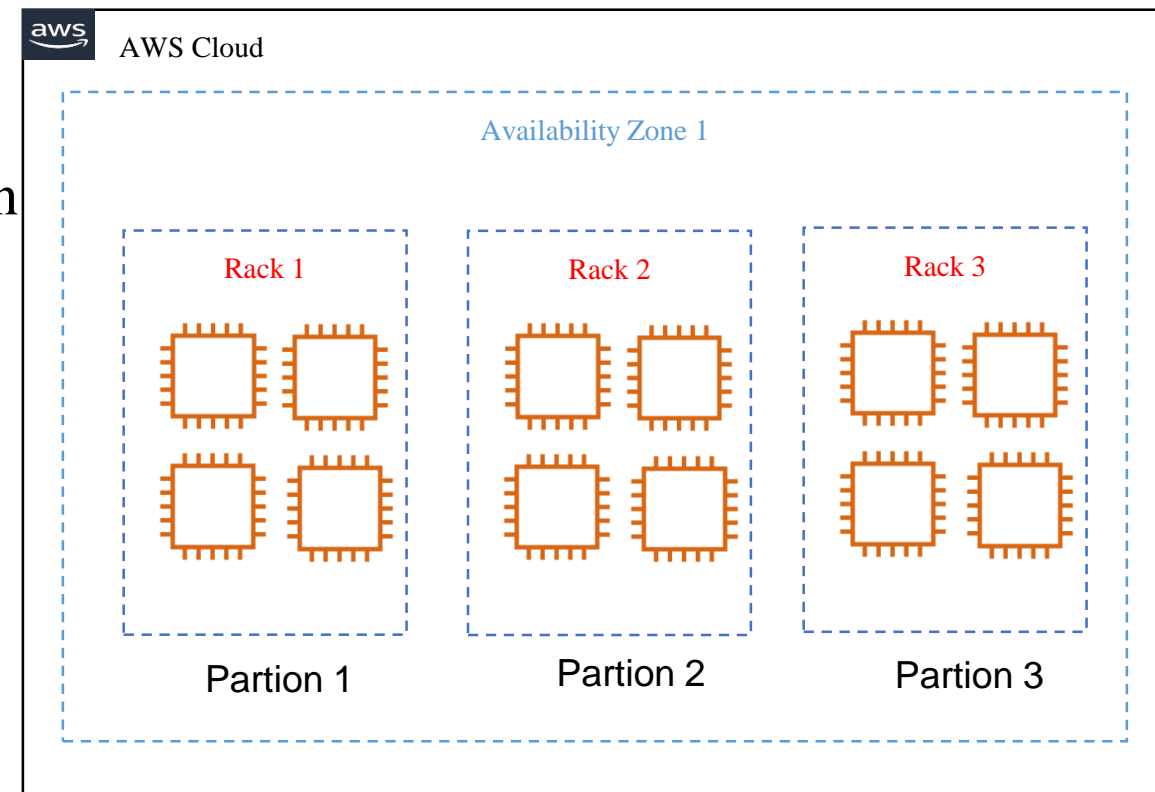 aws
AWS Cloud
Availability Zone 1
Rack 1
Rack 2
Rack 3
Partion 1
Partion 2
Partion 3